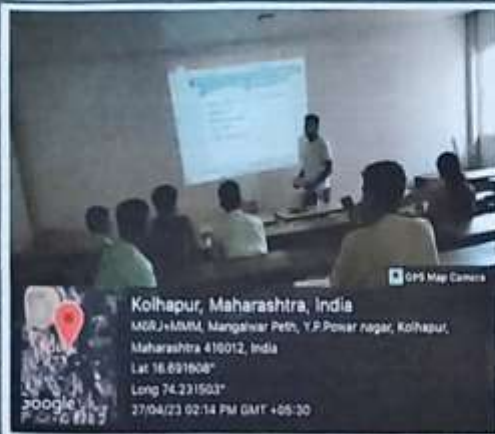 GPS Map Camera
Kolhapur, Maharashtra, India
M6RJ+MMM, Mangalwar Peth, Y.P.Powar nagar, Kolhapur,
Maharashtra 416012, India
Lat 16.691608°
Long 74.231503°
27/04/23 02:14 PM GMT +05:30
Google